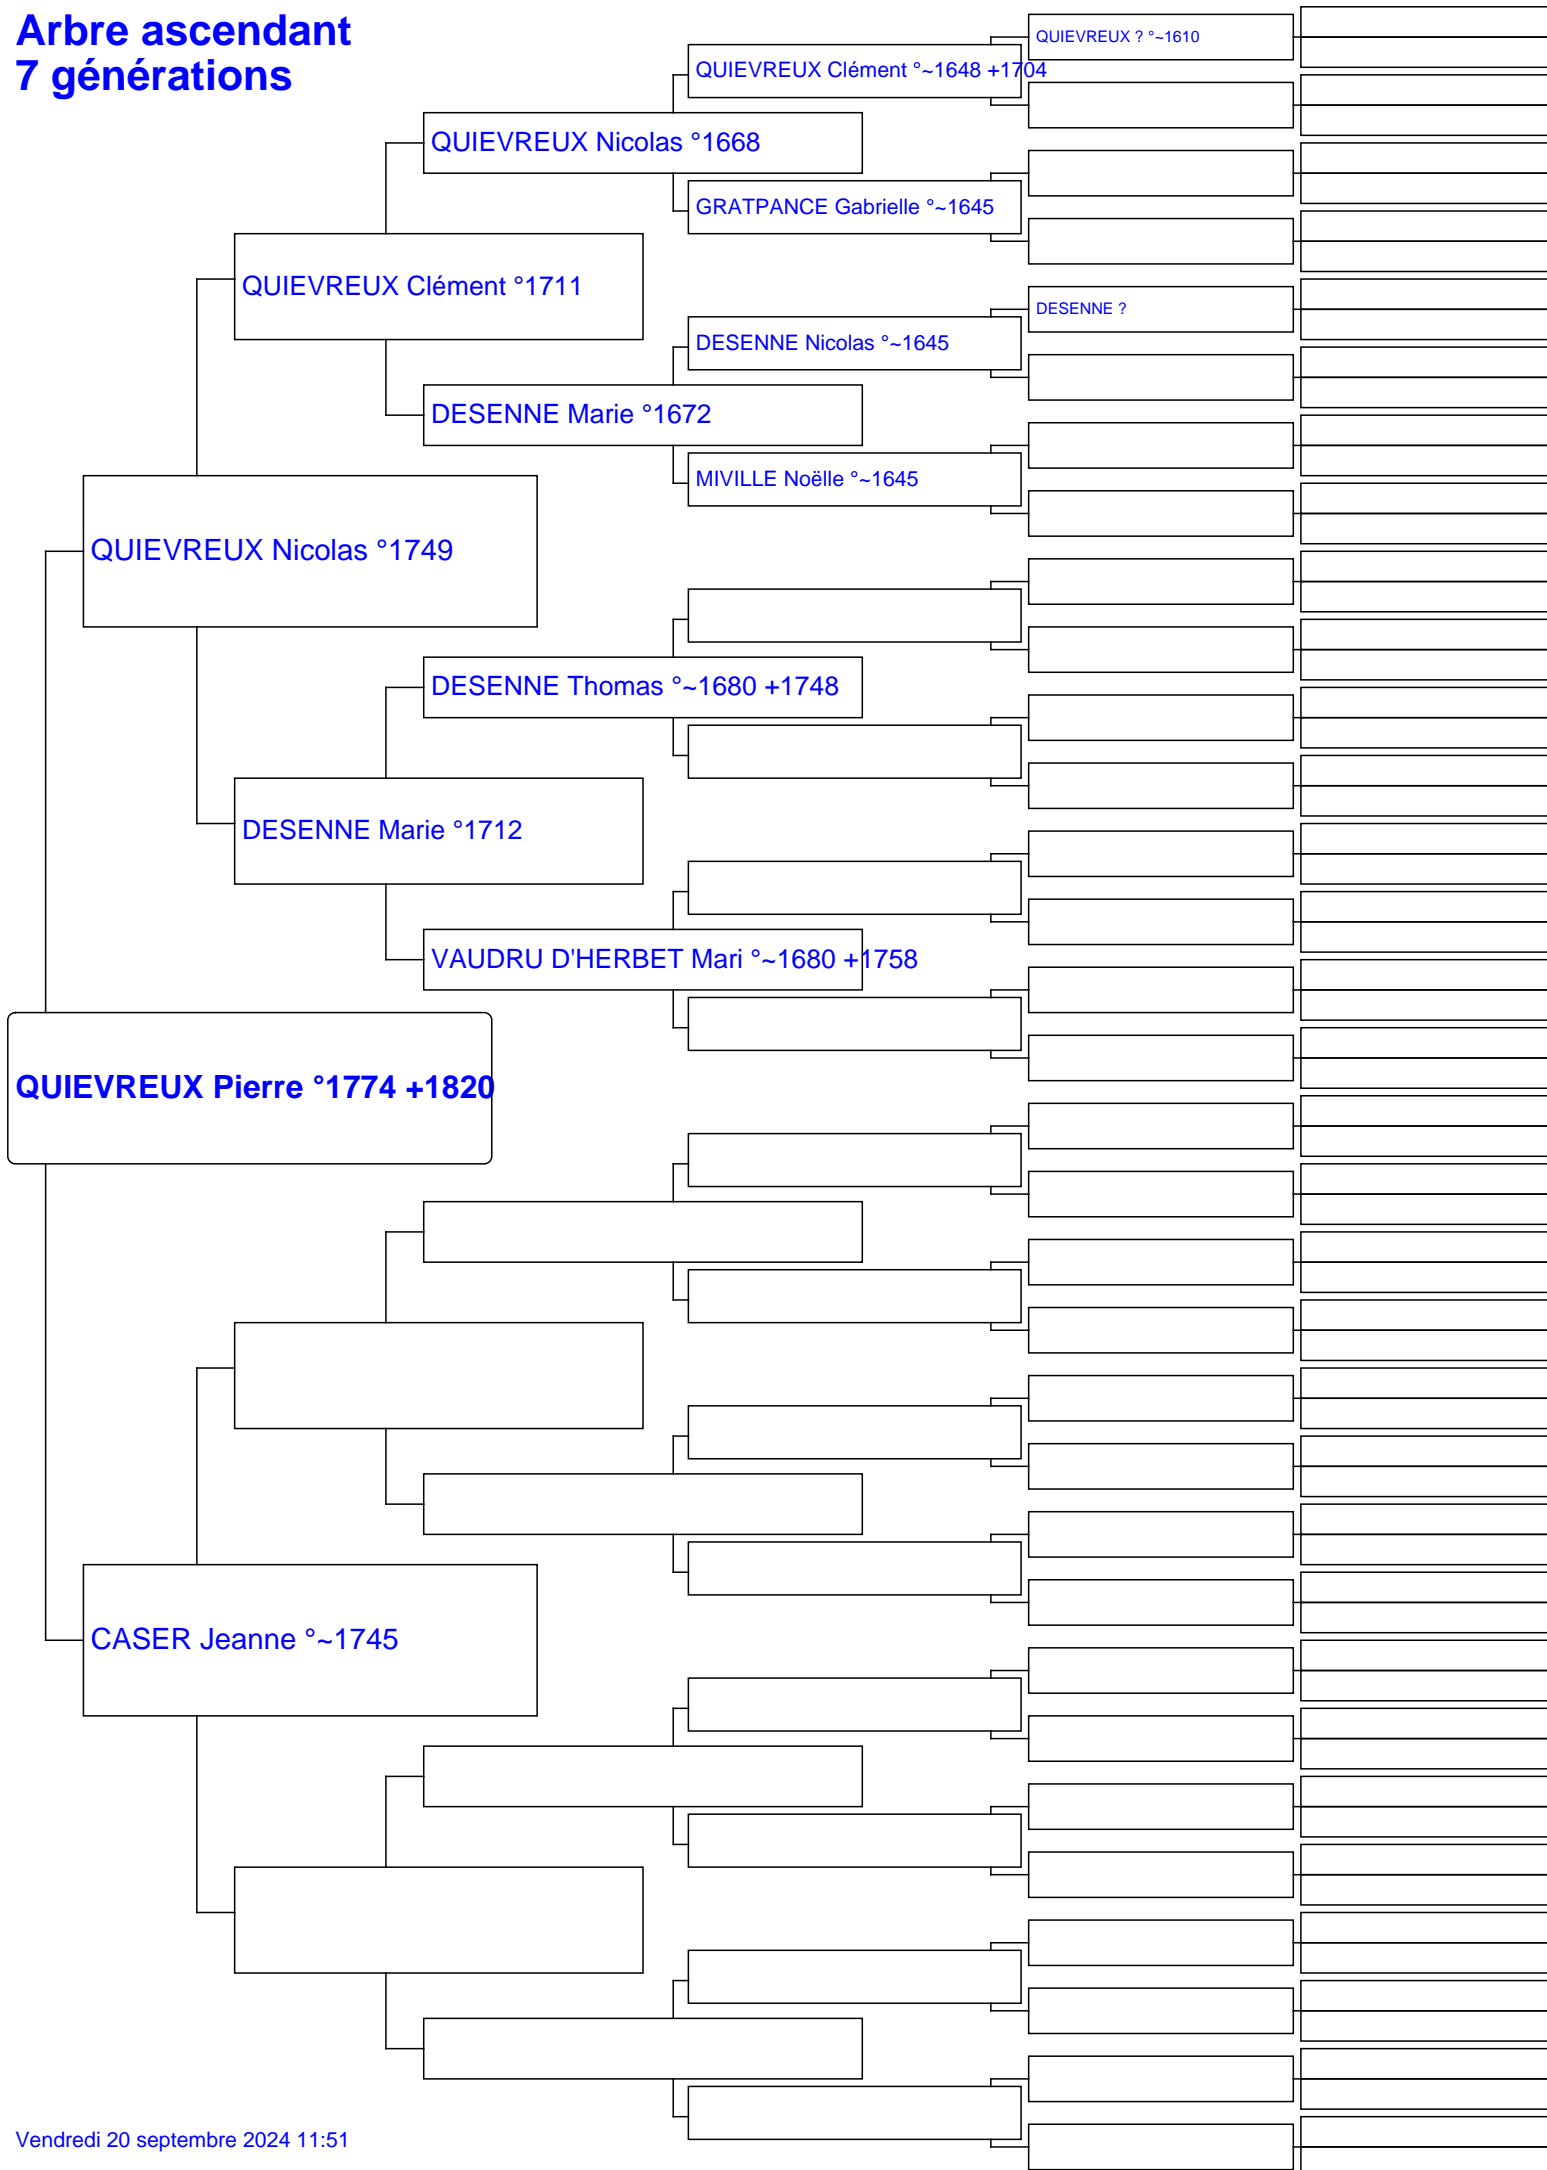 Arbre ascendant
7 générations
QUIEVREUX ? °~1610
QUIEVREUX Clément °~1648 +1704
QUIEVREUX Nicolas °1668
GRATPANCE Gabrielle °~1645
QUIEVREUX Clément °1711
DESENNE ?
DESENNE Nicolas °~1645
DESENNE Marie °1672
MIVILLE Noëlle °~1645
QUIEVREUX Nicolas °1749
DESENNE Thomas °~1680 +1748
DESENNE Marie °1712
VAUDRU D'HERBET Mari °~1680 +1758
QUIEVREUX Pierre °1774 +1820
CASER Jeanne °~1745
Vendredi 20 septembre 2024 11:51